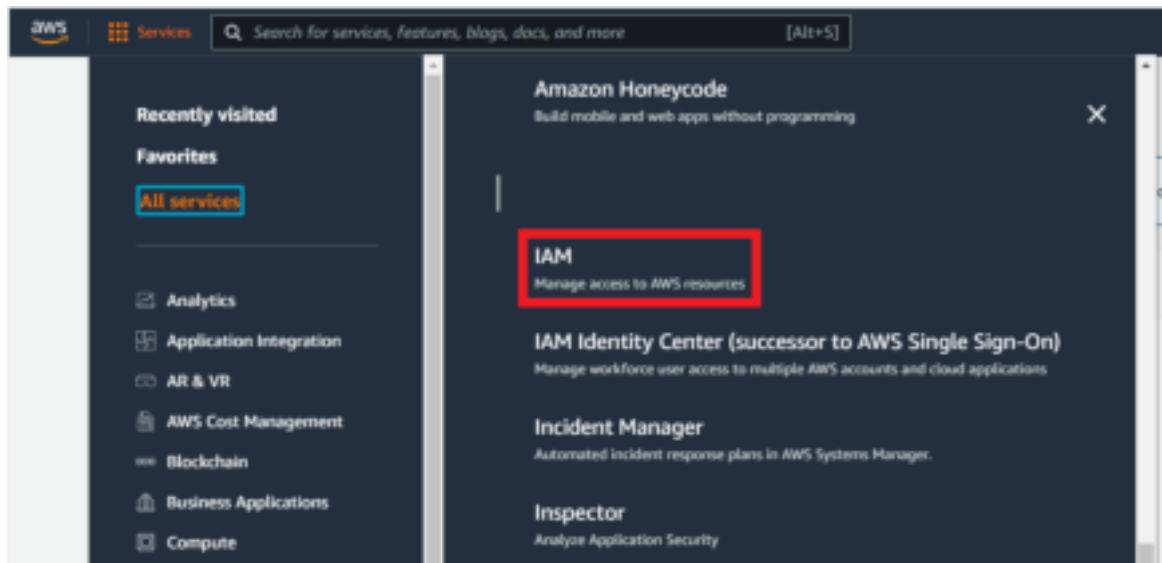 aws
Services
Search for services, features, blogs, docs, and more
[Alt+S]
Recently visited
Favorites
All services
Analytics
Application Integration
AR & VR
AWS Cost Management
Blockchain
Business Applications
Compute
Amazon Honeycode
Build mobile and web apps without programming
IAM
Manage access to AWS resources
IAM Identity Center (successor to AWS Single Sign-On)
Manage workforce user access to multiple AWS accounts and cloud applications
Incident Manager
Automated incident response plans in AWS Systems Manager.
Inspector
Analyze Application Security